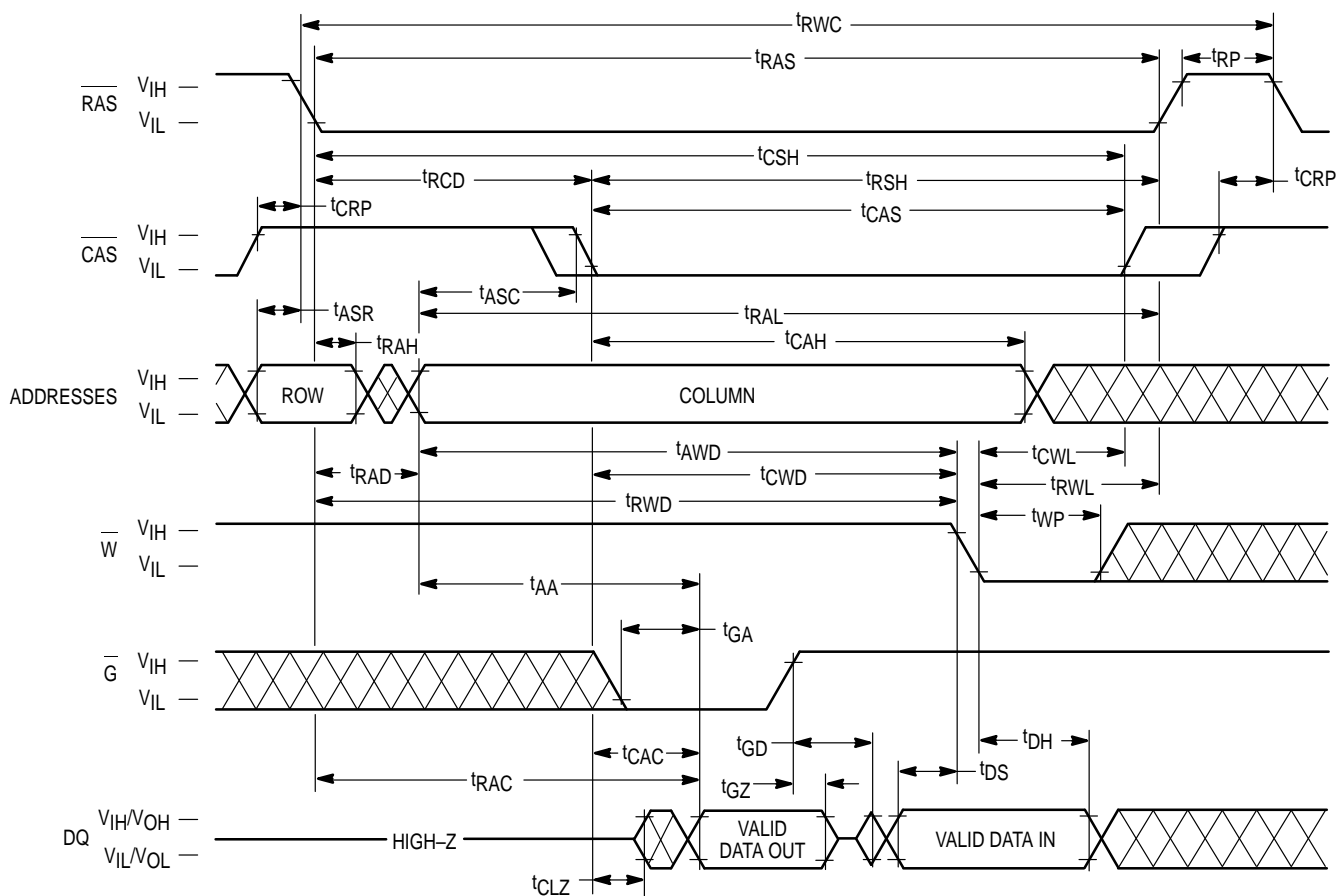 tRWC
tRAS
tRP
RAS
VIH
VIL
tCSH
tRCD
tRSH
tCRP
tCRP
tCAS
CAS
VIH
VIL
tASC
tASR
tRAL
tRAH
tCAH
ADDRESSES
VIH
VIL
ROW
COLUMN
tAWD
tCWL
tRAD
tCWD
tRWL
tRWD
tWP
W
VIH
VIL
tAA
tGA
G
VIH
VIL
tCAC
tGD
tDH
tRAC
tGZ
tDS
DQ
VIH/VOH
VIL/VOL
HIGH–Z
VALID
DATA OUT
VALID DATA IN
tCLZ